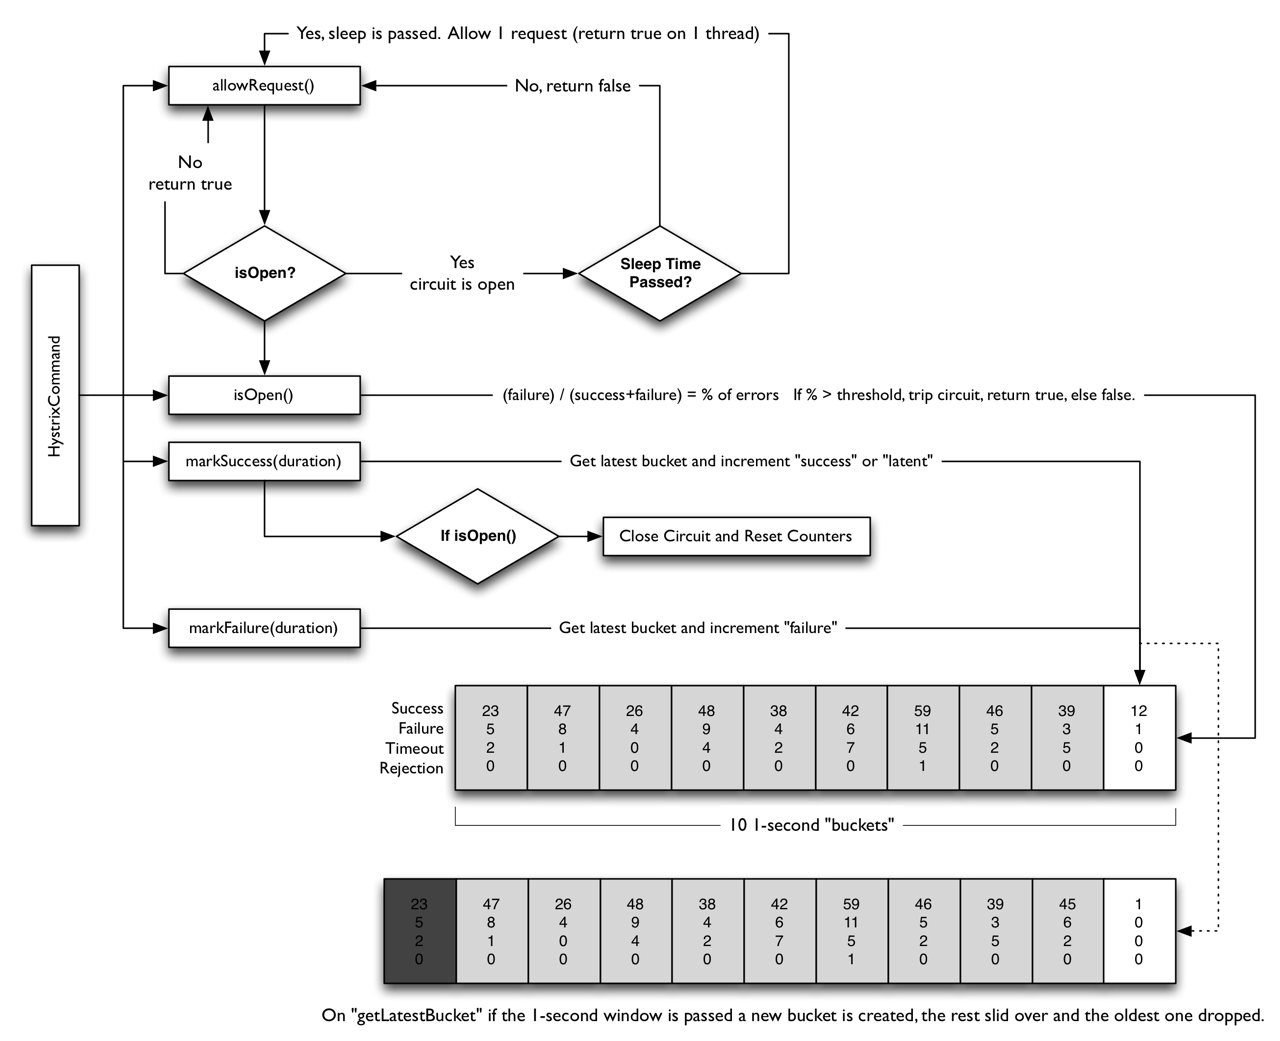 Yes, sleep is passed. Allow 1 request (return true on 1 thread)
allowRequest()
No, return false
No
return true
isOpen?
Yes
circuit is open
Sleep Time
Passed?
HystrixCommand
isOpen()
(failure) / (success+failure) = % of errors If % > threshold, trip circuit, return true, else false.
markSuccess(duration)
Get latest bucket and increment "success" or "latent"
If isOpen()
Close Circuit and Reset Counters
markFailure(duration)
Get latest bucket and increment "failure"
Success 23 47 26 48 38 42 59 46 39 12
Failure 5 8 4 9 4 6 11 5 3 1
Timeout 2 1 0 4 2 7 5 2 5 0
Rejection 0 0 0 0 0 0 1 0 0 0
10 1-second "buckets"
23 47 26 48 38 42 59 46 39 45 1
5 8 4 9 4 6 11 5 3 6 0
2 1 0 4 2 7 5 2 5 2 0
0 0 0 0 0 0 1 0 0 0 0
On "getLatestBucket" if the 1-second window is passed a new bucket is created, the rest slid over and the oldest one dropped.